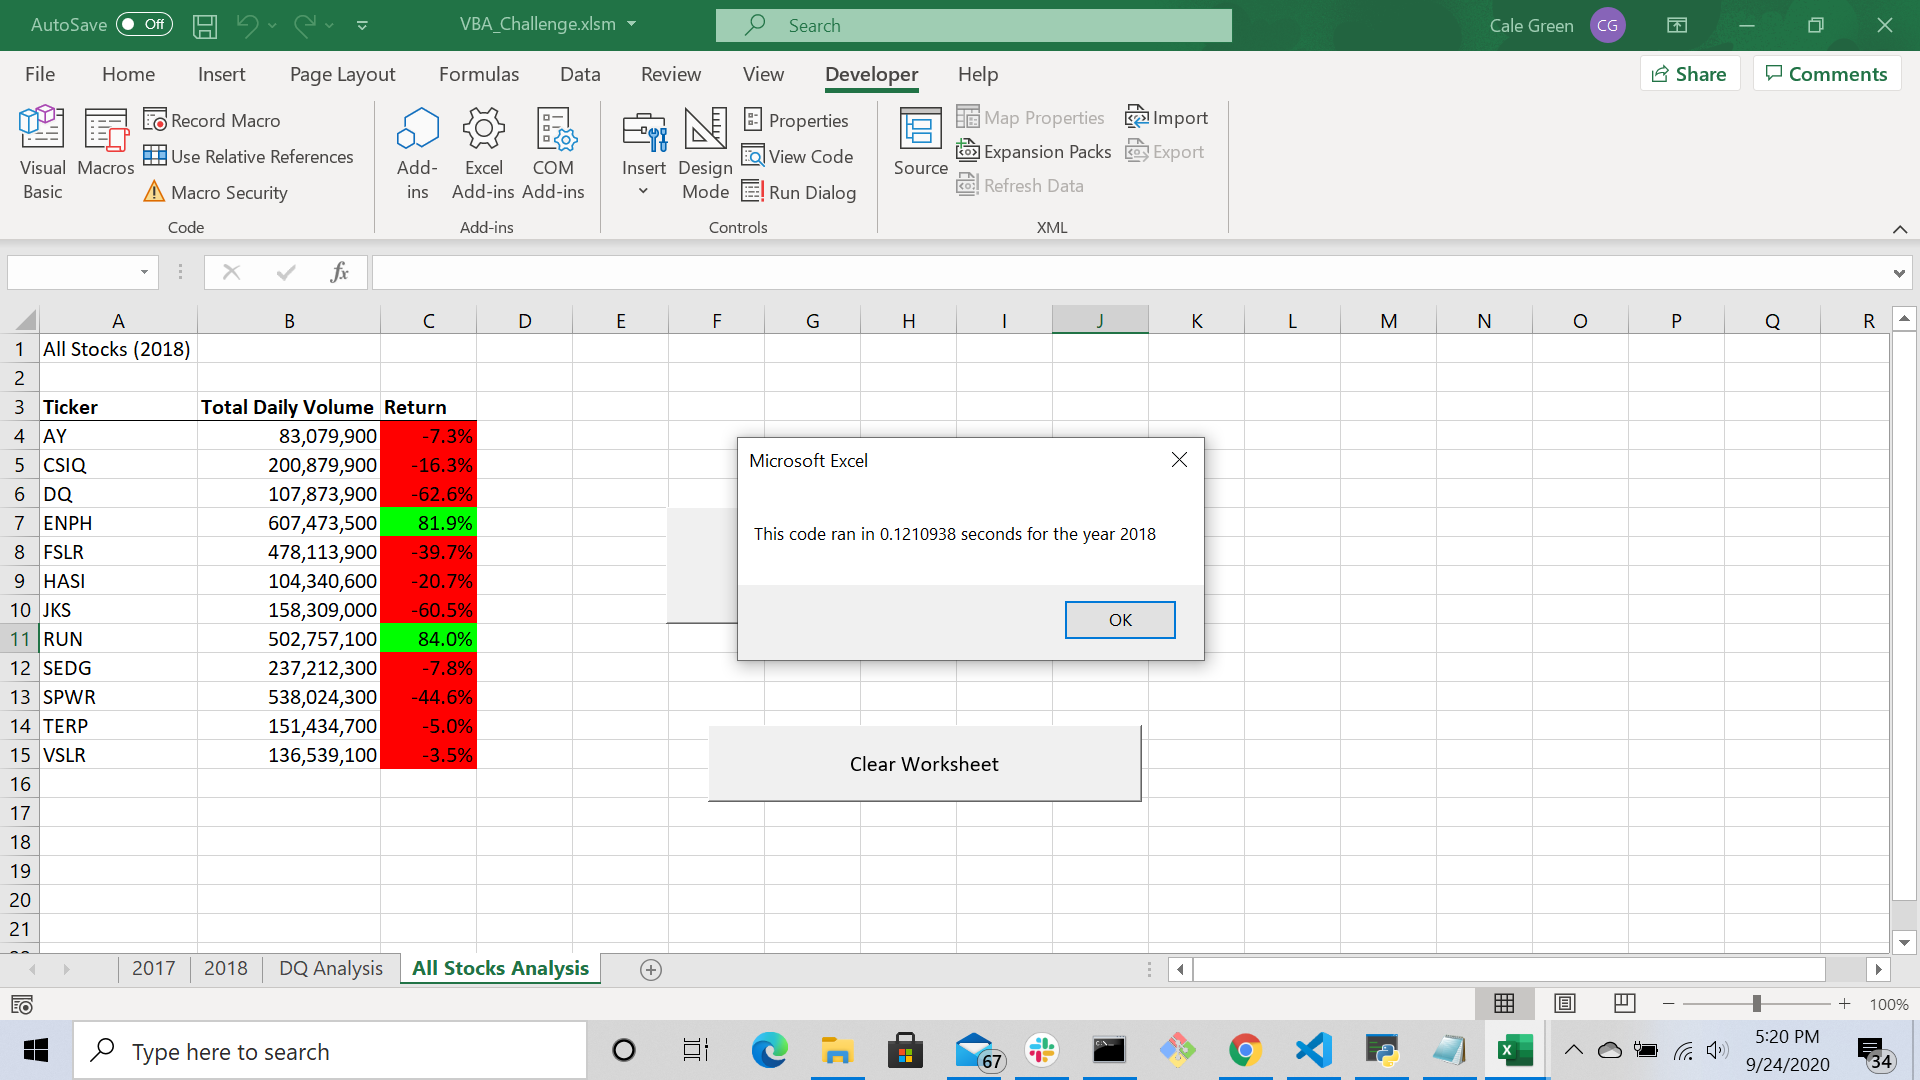 AutoSave Off VBA_Challenge.xlsm Search Cale Green CG
File Home Insert Page Layout Formulas Data Review View Developer Help Share Comments
Visual Basic
Macros
Record Macro
Use Relative References
Macro Security
Code
Add-ins
Excel Add-ins
COM Add-ins
Add-ins
Insert
Design Mode
Properties
View Code
Run Dialog
Controls
Source
Map Properties
Expansion Packs
Refresh Data
Import
Export
XML
fx
A B C D E F G H I J K L M N O P Q R
1 All Stocks (2018)
2
3 Ticker Total Daily Volume Return
4 AY 83,079,900 -7.3%
5 CSIQ 200,879,900 -16.3%
6 DQ 107,873,900 -62.6%
7 ENPH 607,473,500 81.9%
8 FSLR 478,113,900 -39.7%
9 HASI 104,340,600 -20.7%
10 JKS 158,309,000 -60.5%
11 RUN 502,757,100 84.0%
12 SEDG 237,212,300 -7.8%
13 SPWR 538,024,300 -44.6%
14 TERP 151,434,700 -5.0%
15 VSLR 136,539,100 -3.5%
16
17
18
19
20
21
Microsoft Excel
This code ran in 0.1210938 seconds for the year 2018
OK
Clear Worksheet
2017 2018 DQ Analysis All Stocks Analysis
100%
Type here to search
67
5:20 PM
9/24/2020
34